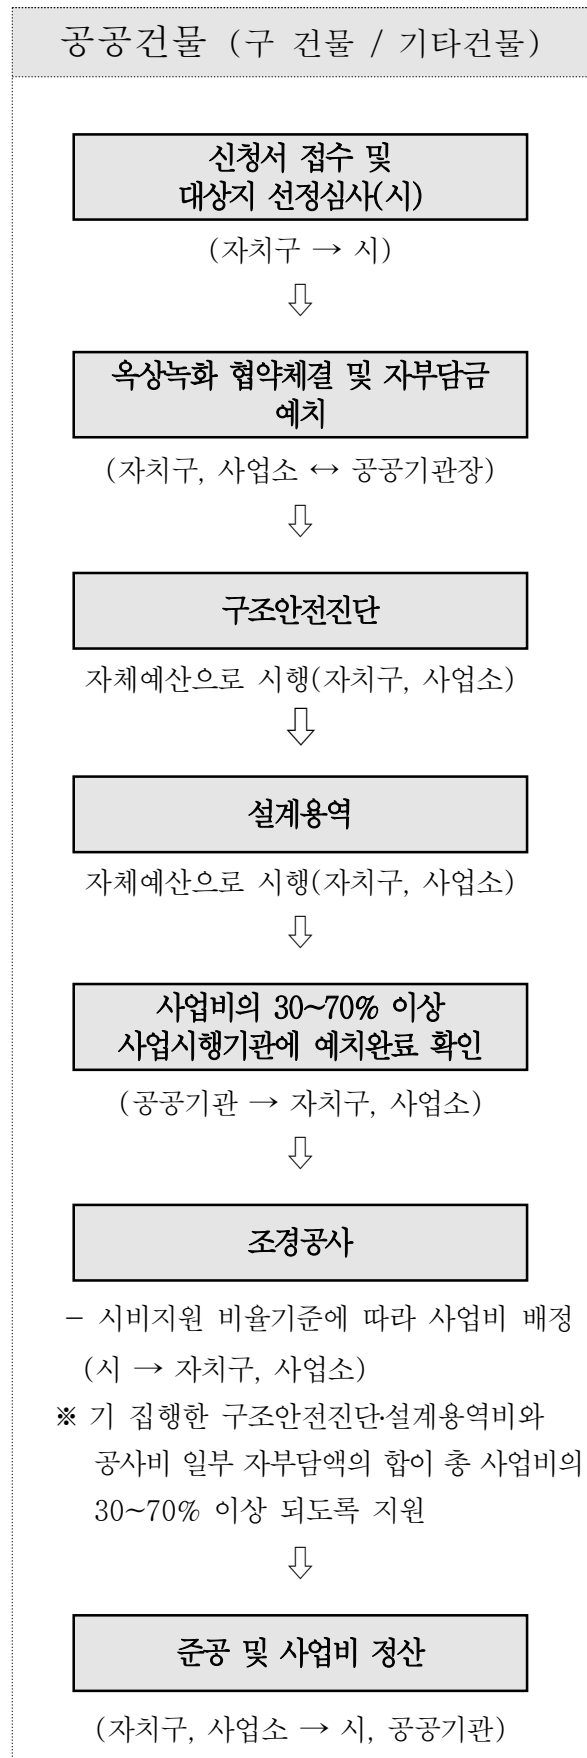 공공건물 (구 건물 / 기타건물)
신청서 접수 및
대상지 선정심사(시)
(자치구 → 시)
⇩
옥상녹화 협약체결 및 자부담금
예치
(자치구, 사업소 ↔ 공공기관장)
⇩
구조안전진단
자체예산으로 시행(자치구, 사업소)
⇩
설계용역
자체예산으로 시행(자치구, 사업소)
⇩
사업비의 30~70% 이상
사업시행기관에 예치완료 확인
(공공기관 → 자치구, 사업소)
⇩
조경공사
- 시비지원 비율기준에 따라 사업비 배정
(시 → 자치구, 사업소)
※ 기 집행한 구조안전진단·설계용역비와
공사비 일부 자부담액의 합이 총 사업비의
30~70% 이상 되도록 지원
⇩
준공 및 사업비 정산
(자치구, 사업소 → 시, 공공기관)